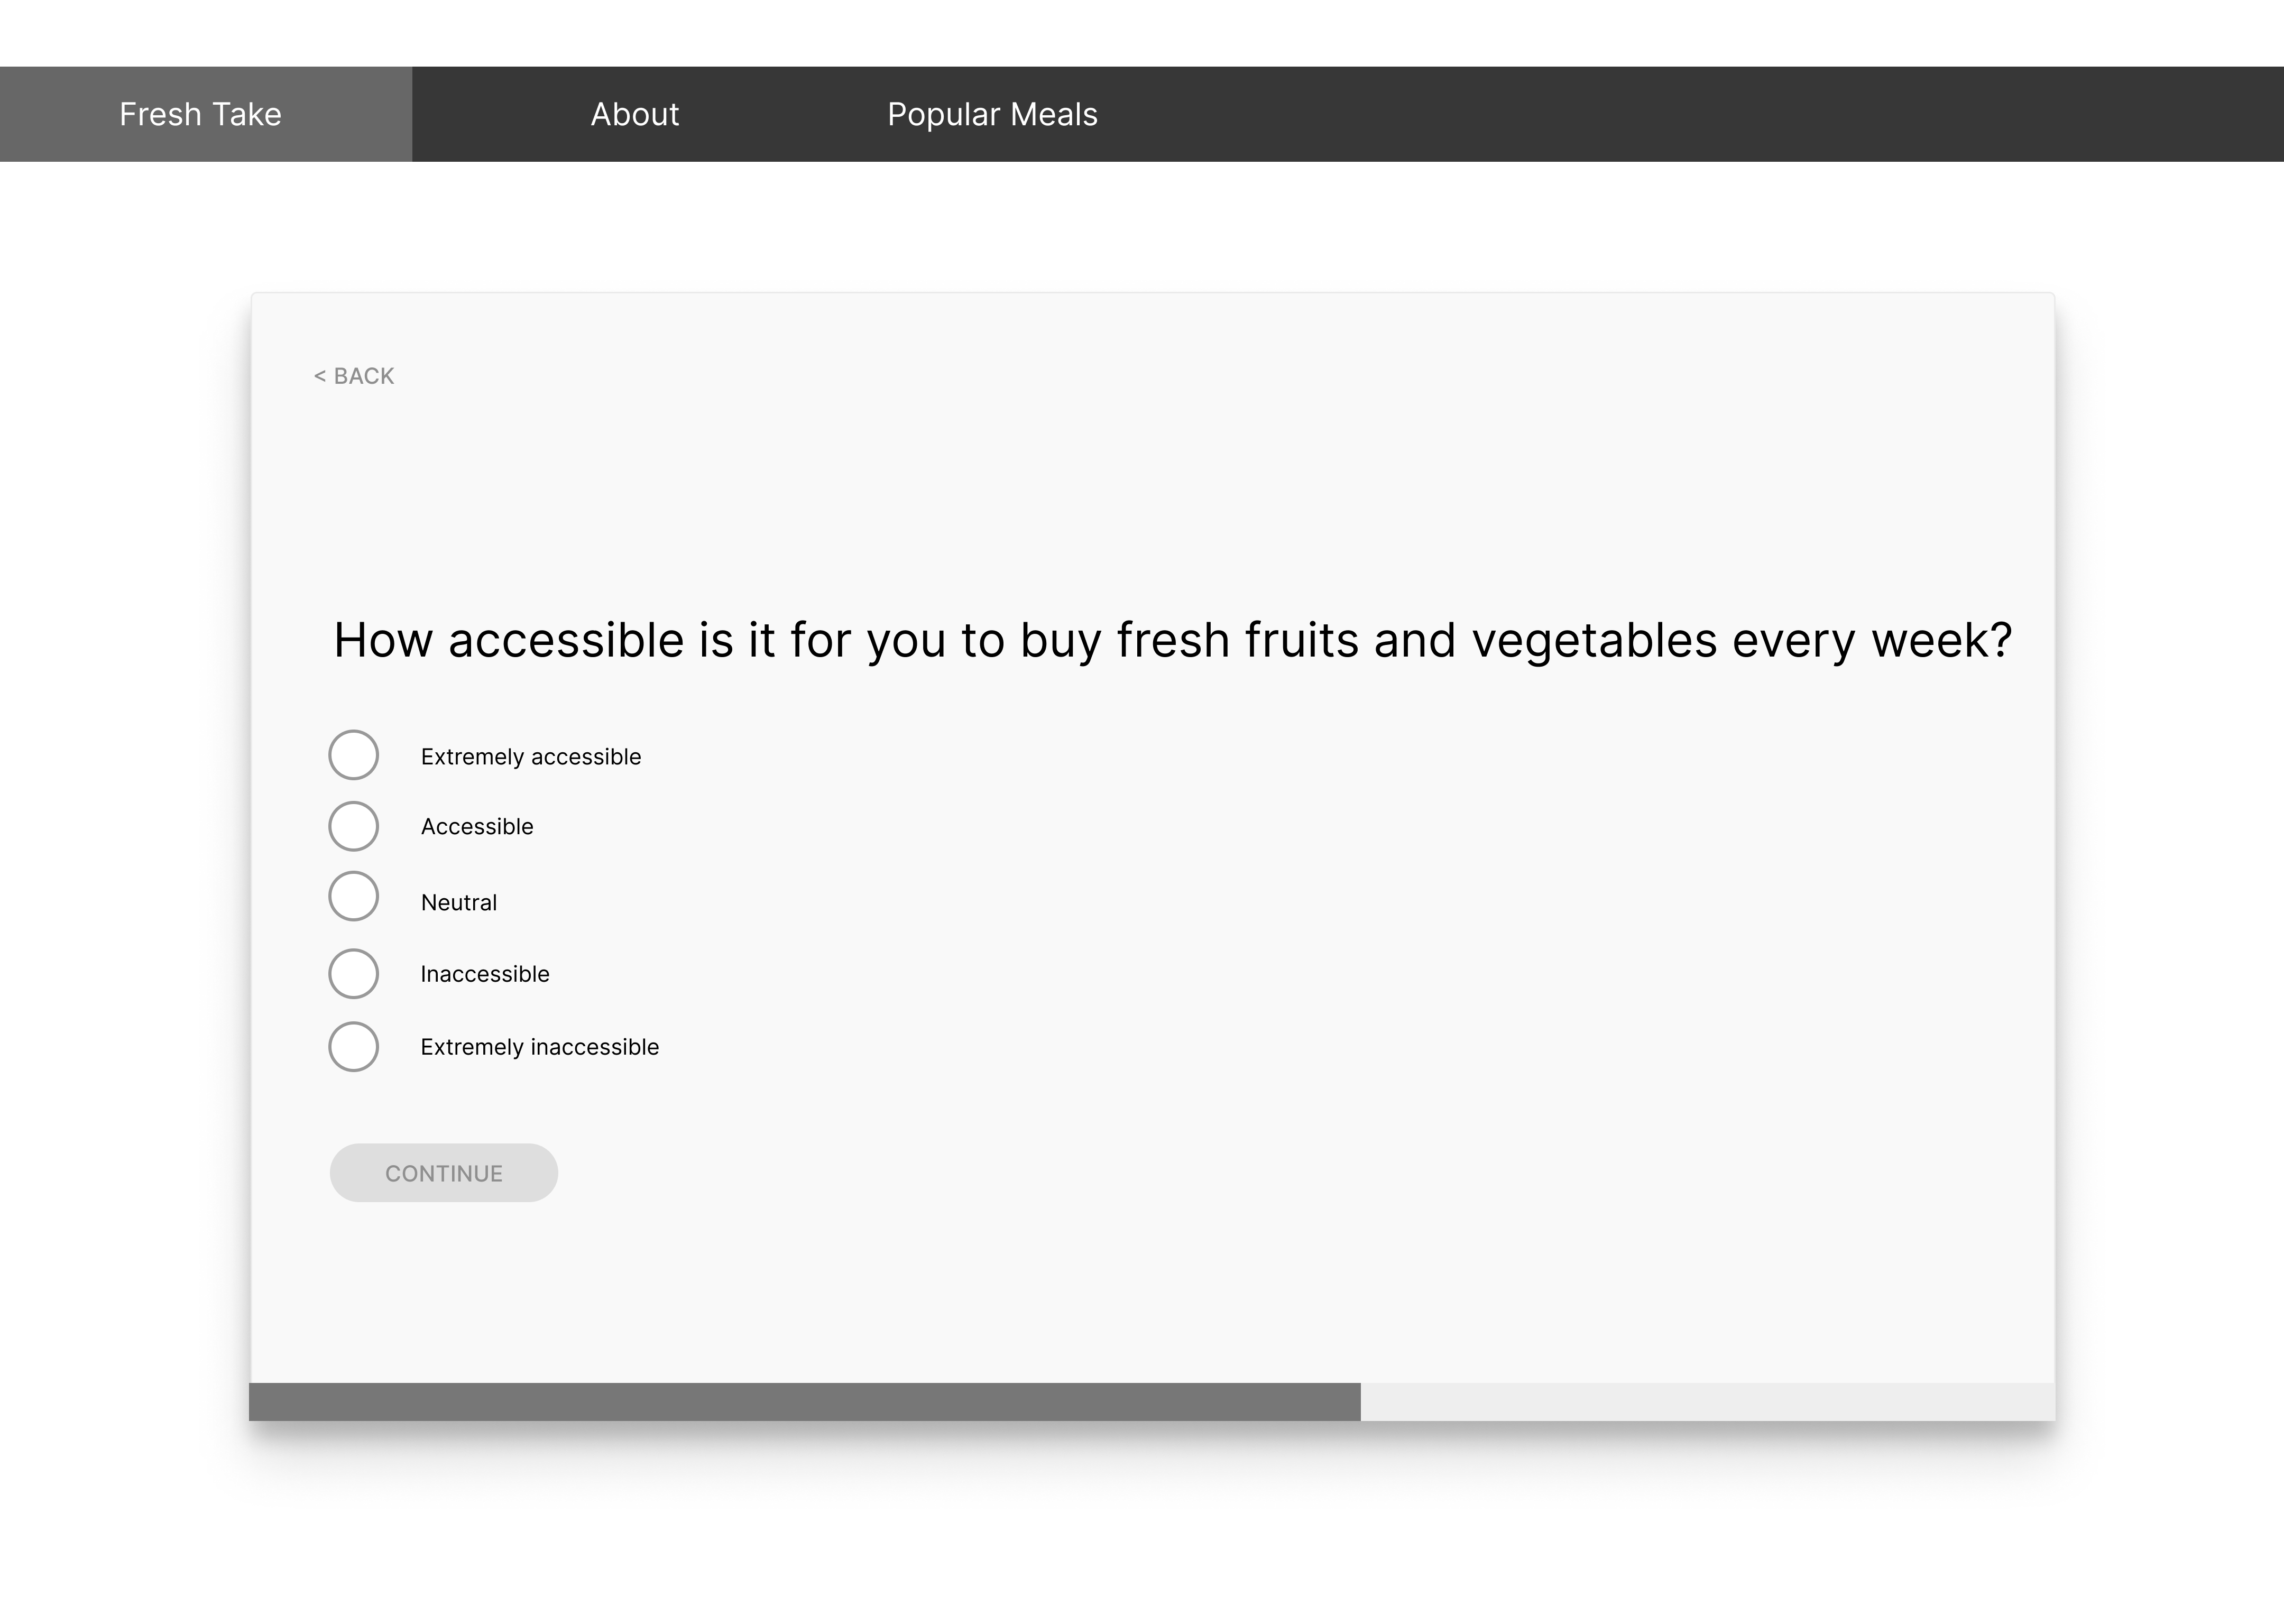 Fresh Take About Popular Meals
< BACK
How accessible is it for you to buy fresh fruits and vegetables every week?
Extremely accessible
Accessible
Neutral
Inaccessible
Extremely inaccessible
CONTINUE